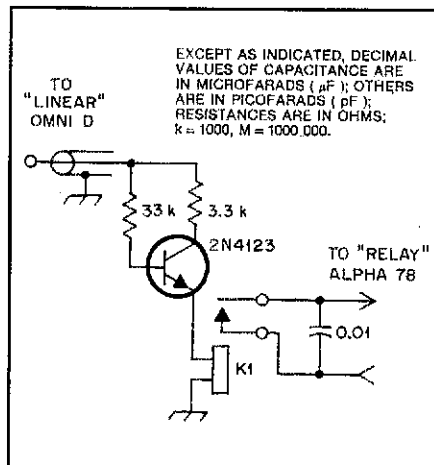 EXCEPT AS INDICATED, DECIMAL
VALUES OF CAPACITANCE ARE
IN MICROFARADS ( µF ); OTHERS
ARE IN PICOFARADS ( pF );
RESISTANCES ARE IN OHMS;
k = 1000, M = 1000 000.
TO
"LINEAR"
OMNI D
33 k
3.3 k
2N4123
TO "RELAY"
ALPHA 78
0.01
K1